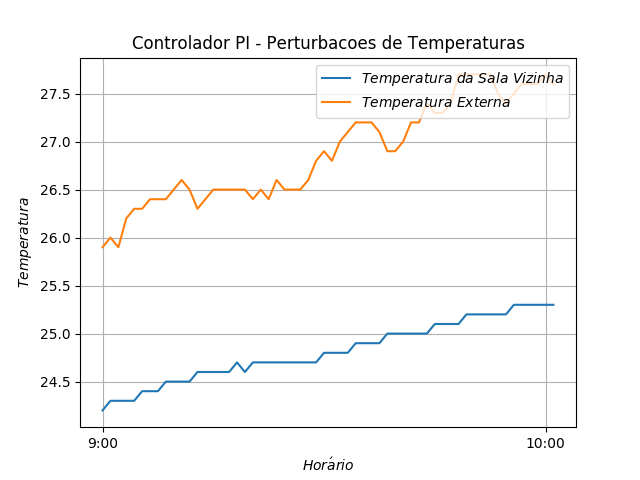 Controlador PI - Perturbacoes de Temperaturas
Temperatura da Sala Vizinha
Temperatura Externa
27.5
27.0
26.5
26.0
25.5
25.0
24.5
Temperatura
9:00
10:00
Horário